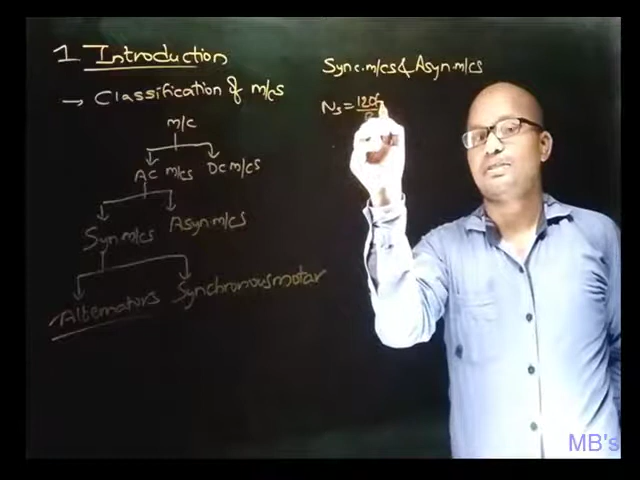 1 Introduction
→ Classification of m/cs
m/c
AC m/cs DC m/cs
Syn.m/cs Asyn m/cs
Alternators Synchronous motor
Sync.m/cs & Asyn.m/cs
Ns = 120f/P
MB's